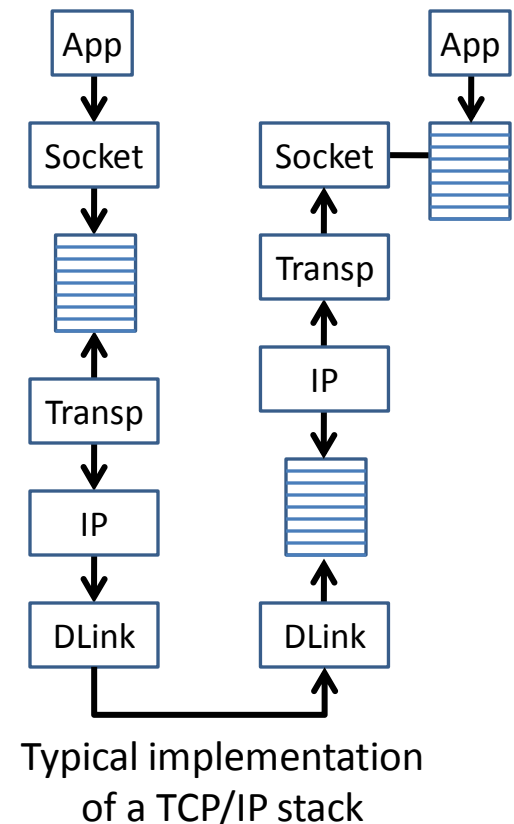 App
Socket
Transp
IP
DLink
App
Socket
Transp
IP
DLink
Typical implementation
of a TCP/IP stack